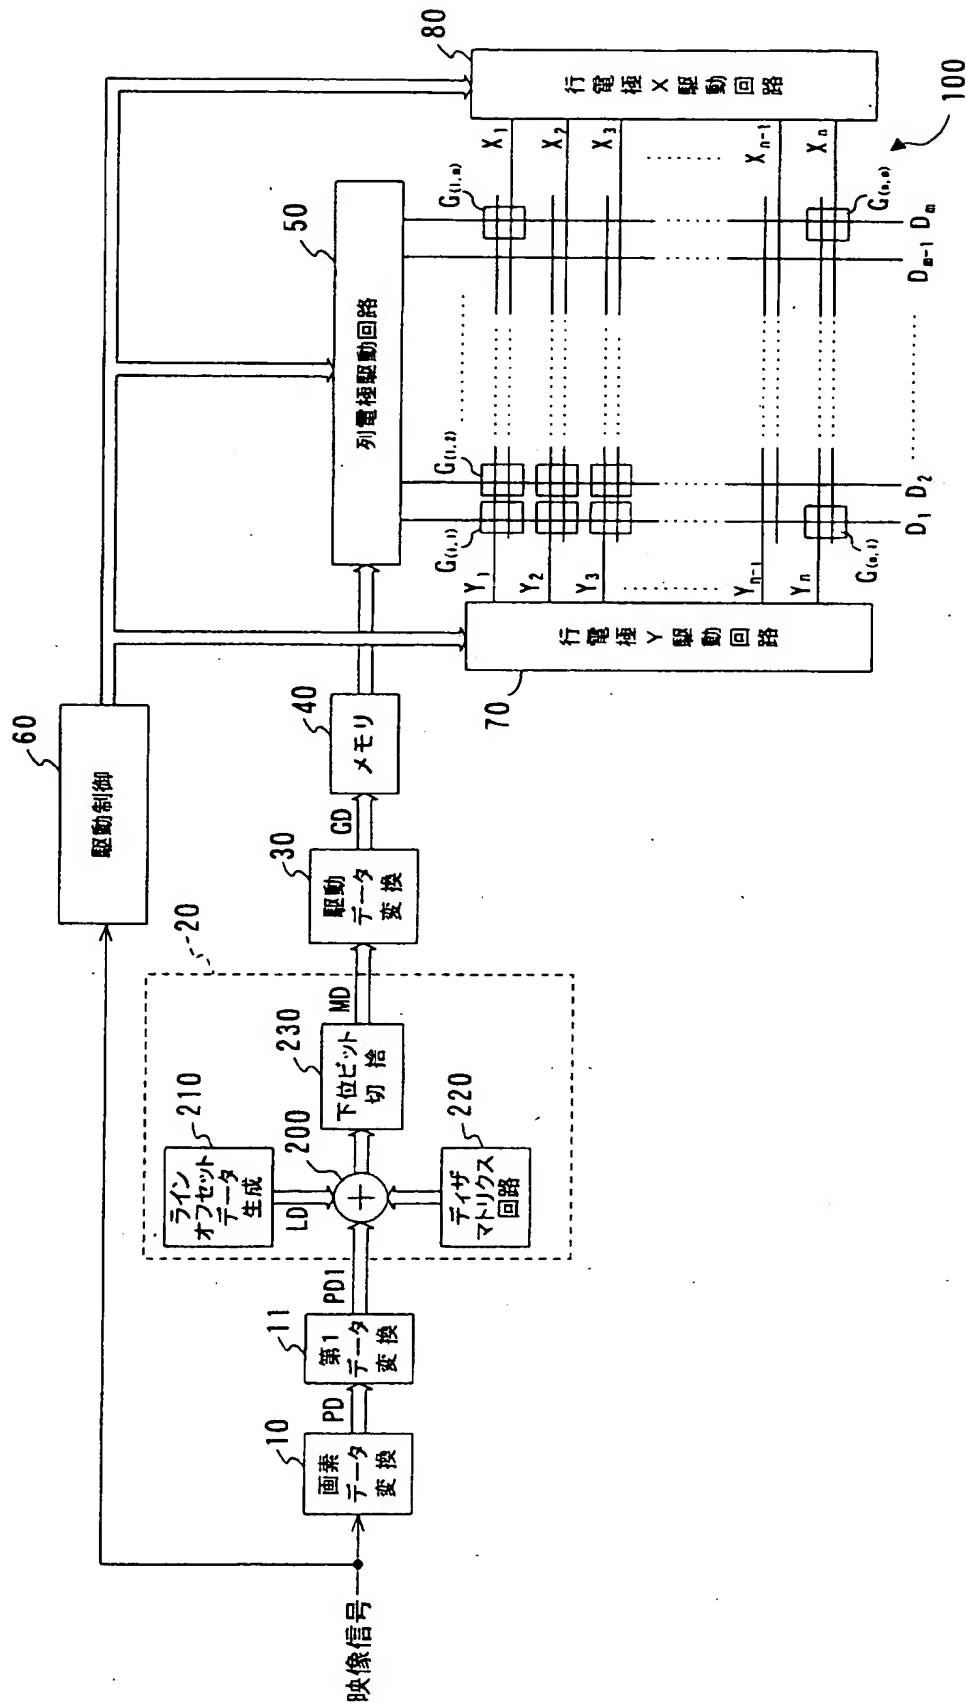 映像信号
10
画素
データ
変換
PD
11
第1
データ
変換
PD1
20
210
ライン
オフセット
データ
生成
LD
200
+
220
ディザ
マトリクス
回路
230
下位ビット
切捨
MD
30
駆動
データ
変換
GD
40
メモリ
60
駆動制御
50
列電極駆動回路
70
行電極Y駆動回路
80
行電極X駆動回路
100
G(1,1)
G(1,2)
G(1,m)
G(n,1)
G(n,m)
Y1
Y2
Y3
Yn-1
Yn
X1
X2
X3
Xn-1
Xn
D1
D2
Dm-1
Dm